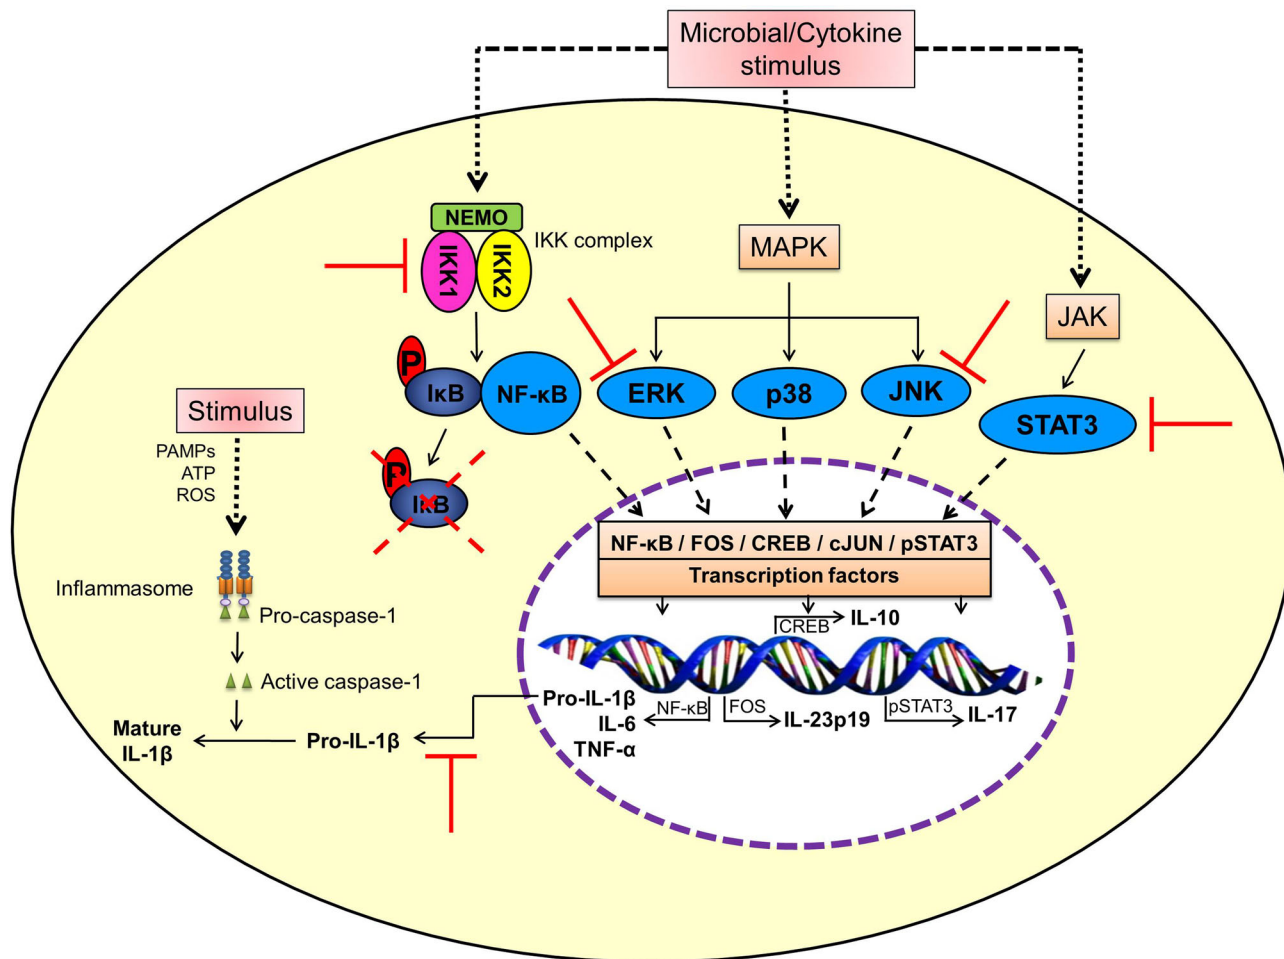 Microbial/Cytokine
stimulus
NEMO
IKK1
IKK2
IKK complex
MAPK
JAK
P
IκB
NF-κB
ERK
p38
JNK
STAT3
Stimulus
PAMPs
ATP
ROS
P
IκB
NF-κB / FOS / CREB / cJUN / pSTAT3
Transcription factors
Inflammasome
Pro-caspase-1
CREB
IL-10
Active caspase-1
Pro-IL-1β
IL-6
TNF-α
NF-κB
FOS
IL-23p19
pSTAT3
IL-17
Mature
IL-1β
Pro-IL-1β